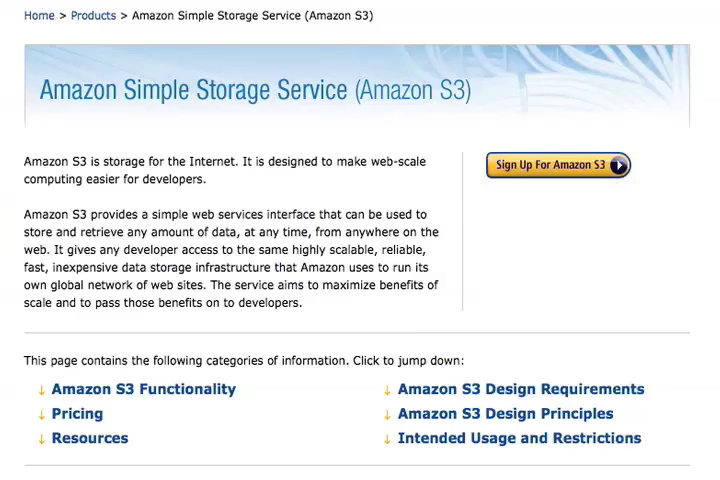 Home > Products > Amazon Simple Storage Service (Amazon S3)
Amazon Simple Storage Service (Amazon S3)
Amazon S3 is storage for the Internet. It is designed to make web-scale
computing easier for developers.
Amazon S3 provides a simple web services interface that can be used to
store and retrieve any amount of data, at any time, from anywhere on the
web. It gives any developer access to the same highly scalable, reliable,
fast, inexpensive data storage infrastructure that Amazon uses to run its
own global network of web sites. The service aims to maximize benefits of
scale and to pass those benefits on to developers.
Sign Up For Amazon S3
This page contains the following categories of information. Click to jump down:
↓ Amazon S3 Functionality
↓ Pricing
↓ Resources
↓ Amazon S3 Design Requirements
↓ Amazon S3 Design Principles
↓ Intended Usage and Restrictions